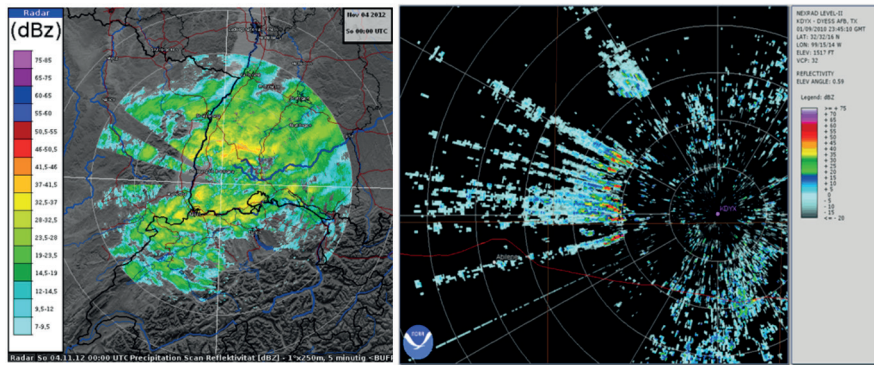 Radar
(dBz)
75-85
65-75
60-65
55-60
50,5-55
46-50,5
41,5-46
37-41,5
32,5-37
28-32,5
23,5-28
19-23,5
14,5-19
12-14,5
9,5-12
7-9,5
Nov 04 2012
So 00:00 UTC
Radar So 04.11.12 00:00 UTC Precipitation Scan Reflektivität [dBZ] - 1°x250m, 5 minutig <BUFR
Abilene
KDYX
NOAA
NEXRAD LEVEL-II
KDYX - DYESS AFB, TX
01/09/2010 23:45:10 GMT
LAT: 32/32/16 N
LON: 99/15/14 W
ELEV: 1517 FT
VCP: 32
REFLECTIVITY
ELEV ANGLE: 0.59
Legend: dBZ
>= + 75
+ 70
+ 65
+ 60
+ 55
+ 50
+ 45
+ 40
+ 35
+ 30
+ 25
+ 20
+ 15
+ 10
+ 5
0
- 5
- 10
- 15
<= - 20